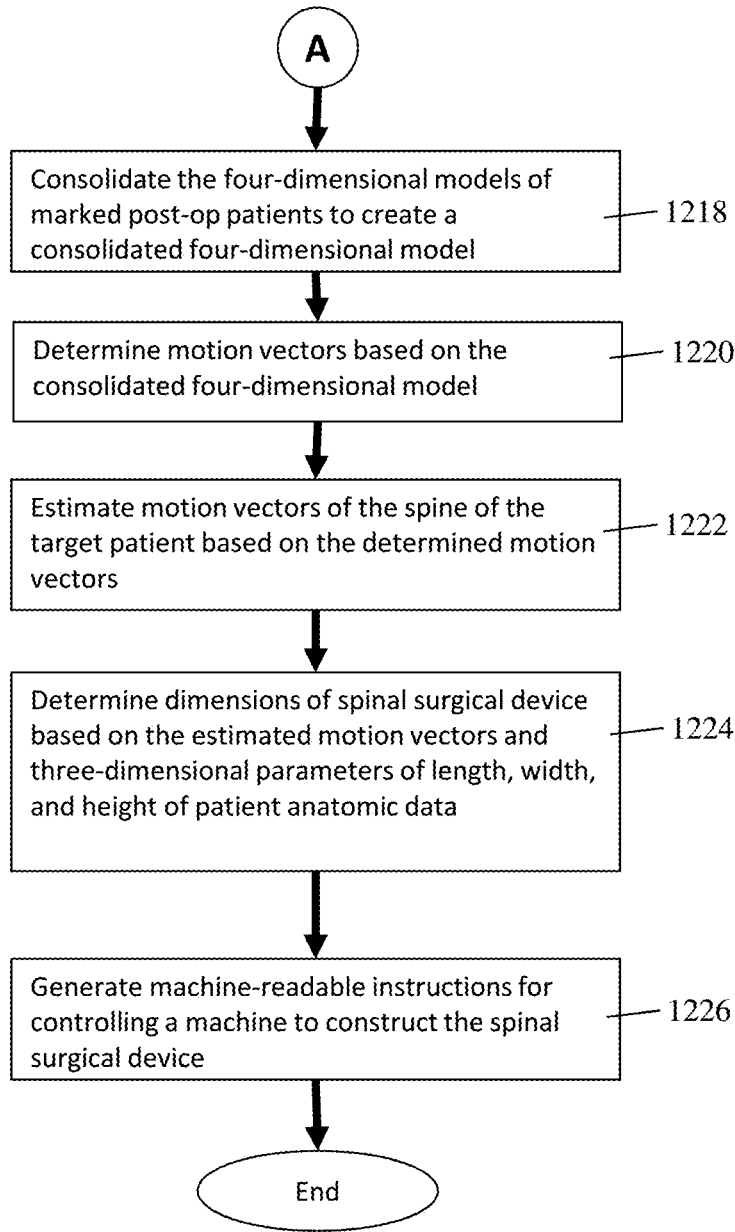 A
Consolidate the four-dimensional models of
marked post-op patients to create a
consolidated four-dimensional model
1218
Determine motion vectors based on the
consolidated four-dimensional model
1220
Estimate motion vectors of the spine of the
target patient based on the determined motion
vectors
1222
Determine dimensions of spinal surgical device
based on the estimated motion vectors and
three-dimensional parameters of length, width,
and height of patient anatomic data
1224
Generate machine-readable instructions for
controlling a machine to construct the spinal
surgical device
1226
End